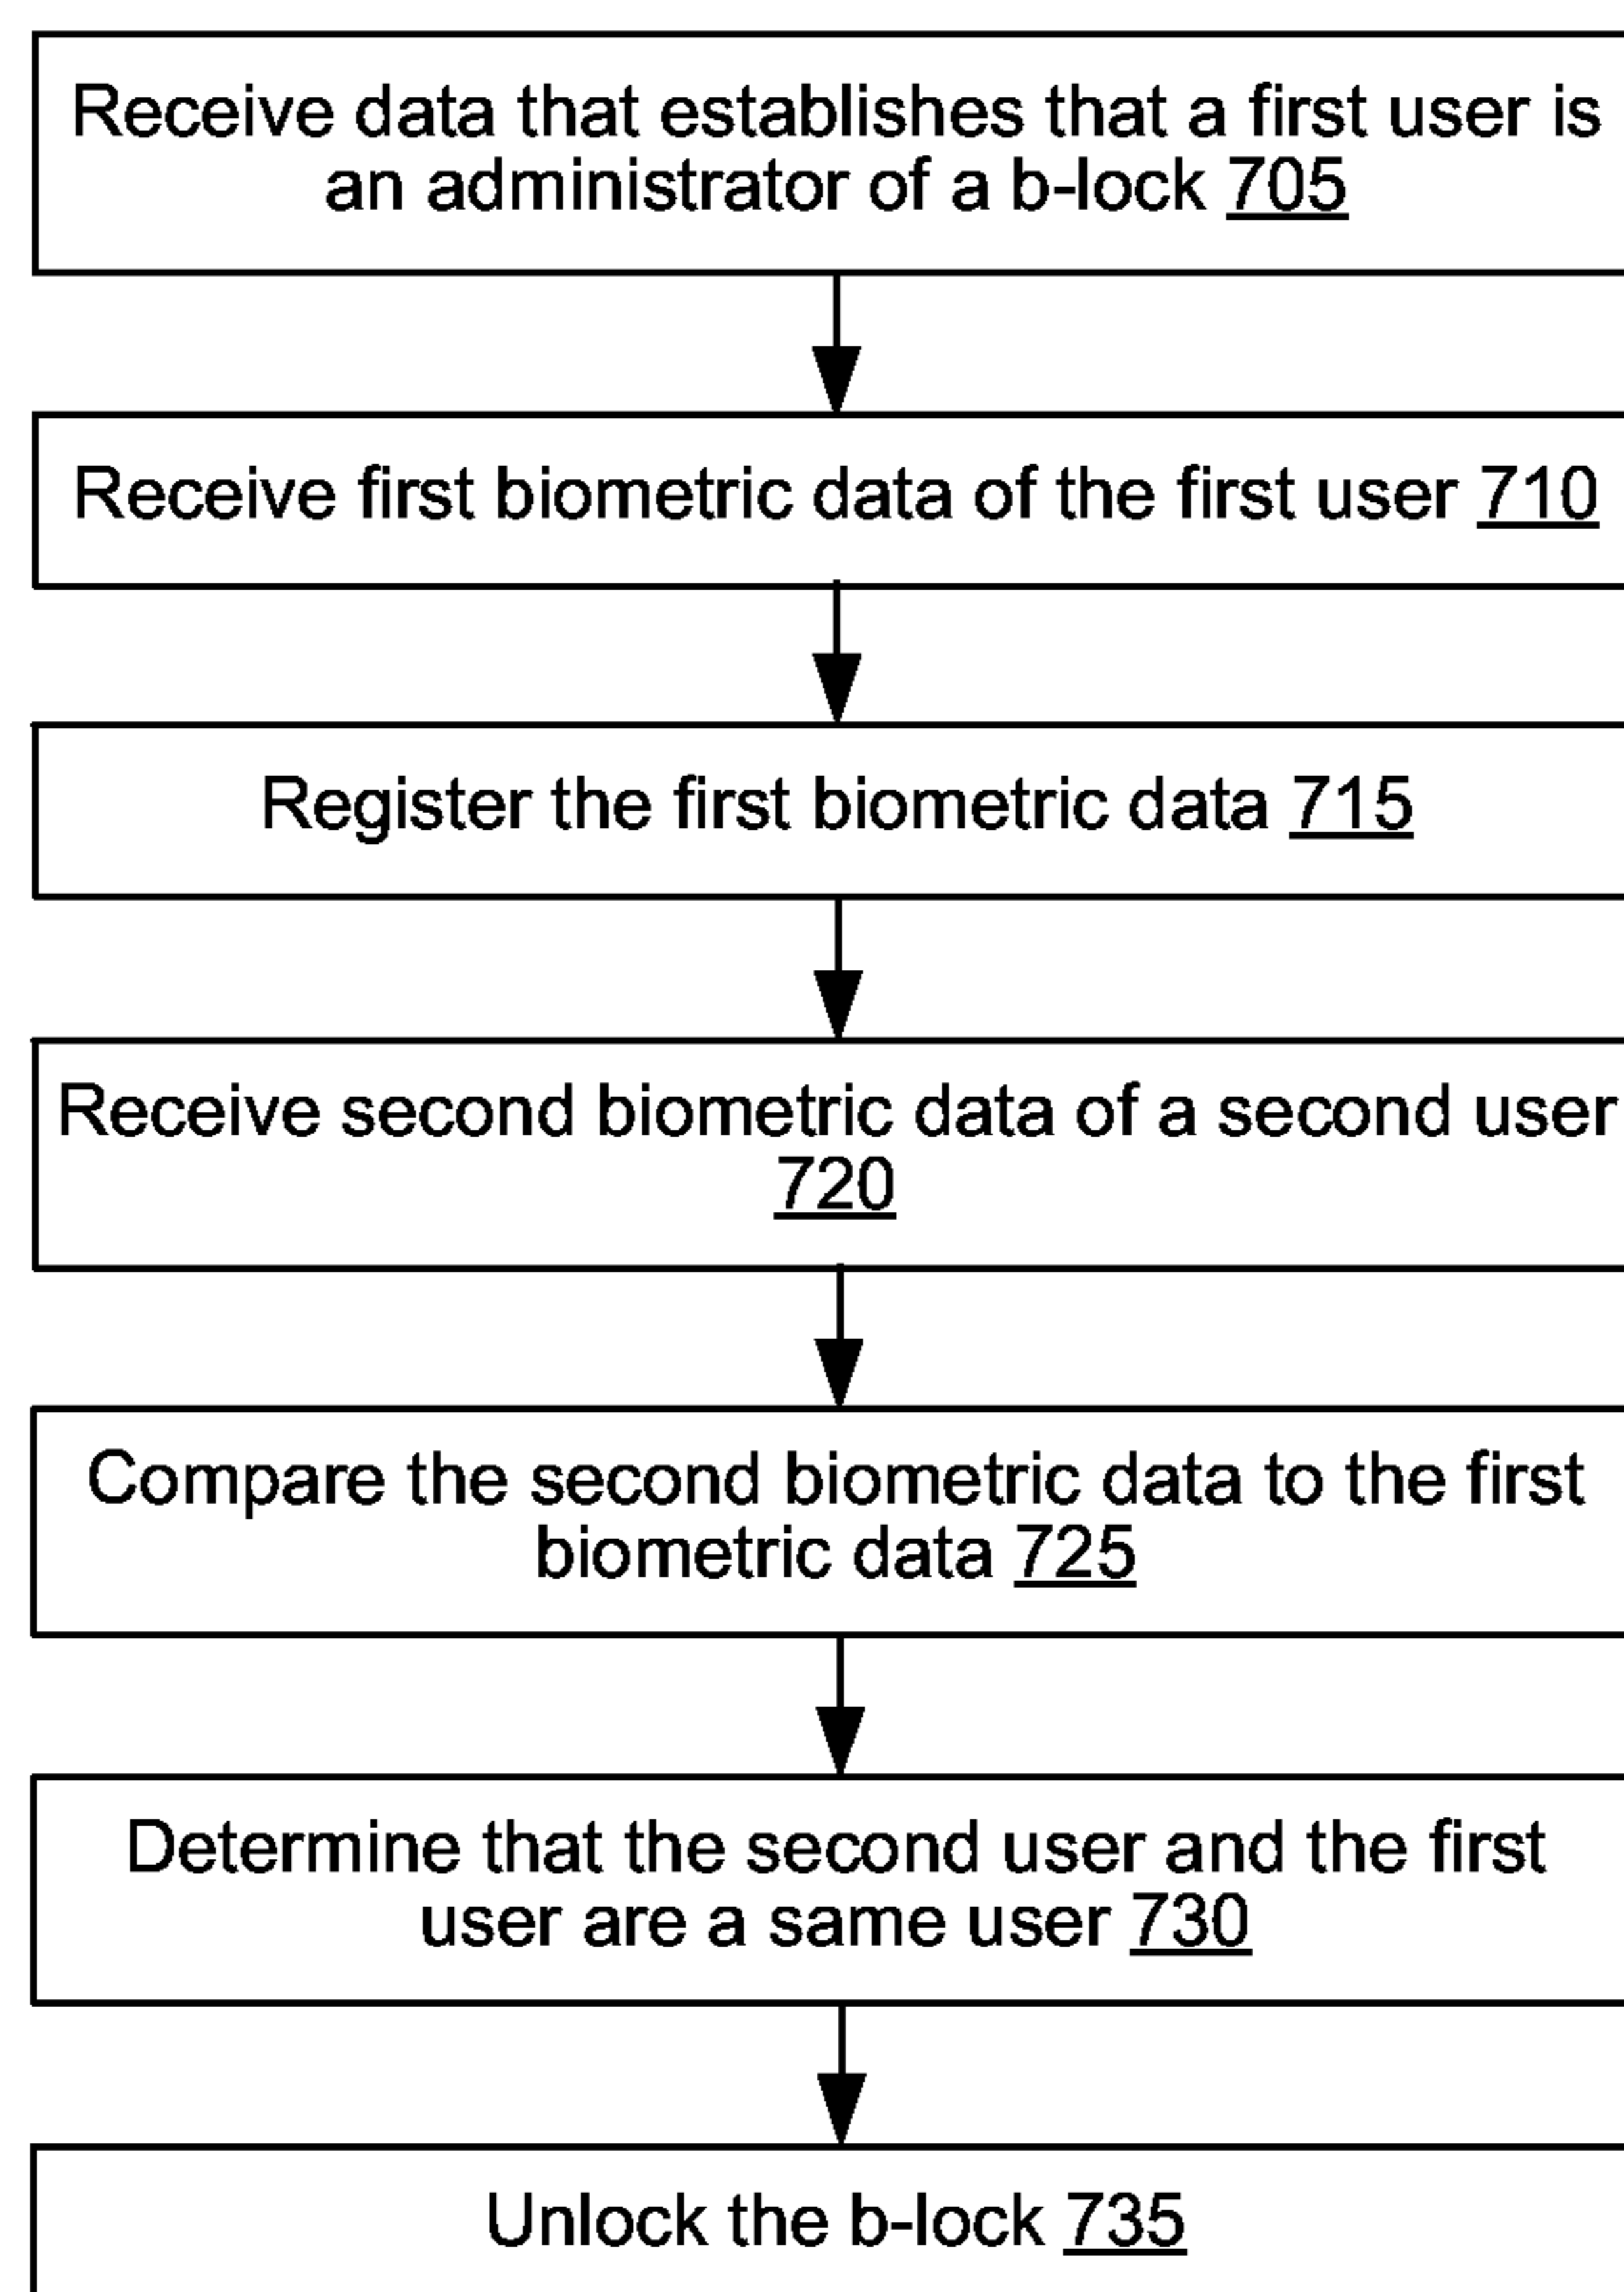 Receive data that establishes that a first user is
an administrator of a b-lock 705
Receive first biometric data of the first user 710
Register the first biometric data 715
Receive second biometric data of a second user
720
Compare the second biometric data to the first
biometric data 725
Determine that the second user and the first
user are a same user 730
Unlock the b-lock 735